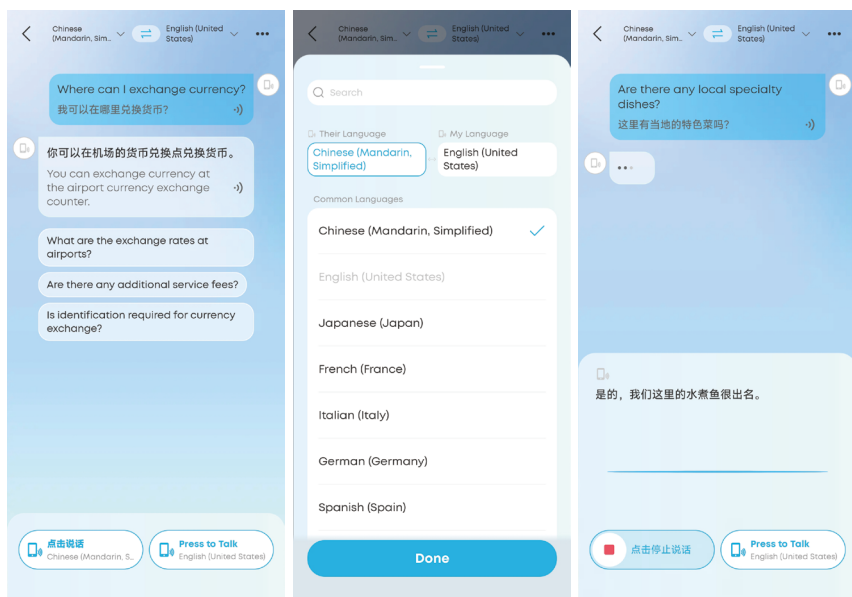 Chinese
(Mandarin, Sim..
English (United
States)
Where can I exchange currency?
我可以在哪里兑换货币?
你可以在机场的货币兑换点兑换货币。
You can exchange currency at
the airport currency exchange
counter.
What are the exchange rates at
airports?
Are there any additional service fees?
Is identification required for currency
exchange?
点击说话
Chinese (Mandarin. S..
Press to Talk
English (United States)
Chinese
(Mandarin, Sim..
English (United
States)
Search
Their Language
My Language
Chinese (Mandarin,
Simplified)
English (United
States)
Common Languages
Chinese (Mandarin, Simplified)
English (United States)
Japanese (Japan)
French (France)
Italian (Italy)
German (Germany)
Spanish (Spain)
Done
Chinese
(Mandarin, Sim..
English (United
States)
Are there any local specialty
dishes?
这里有当地的特色菜吗?
是的，我们这里的水煮鱼很出名。
点击停止说话
Press to Talk
English (United States)